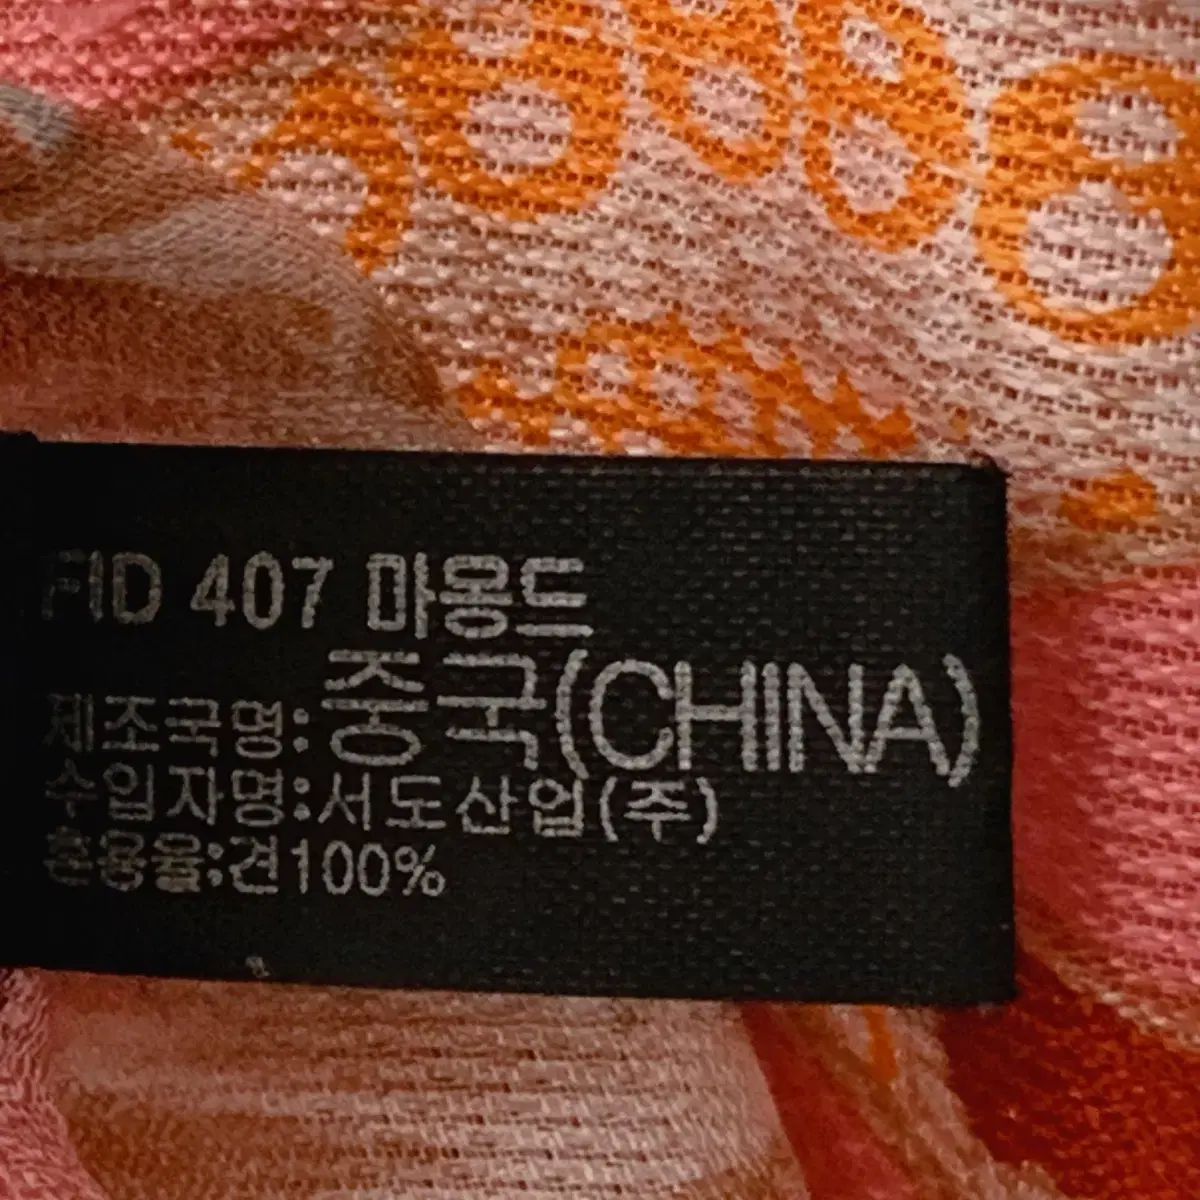 FID 407 마몽드
제조국명:중국(CHINA)
수입자명:서도산업(주)
혼용율:견100%